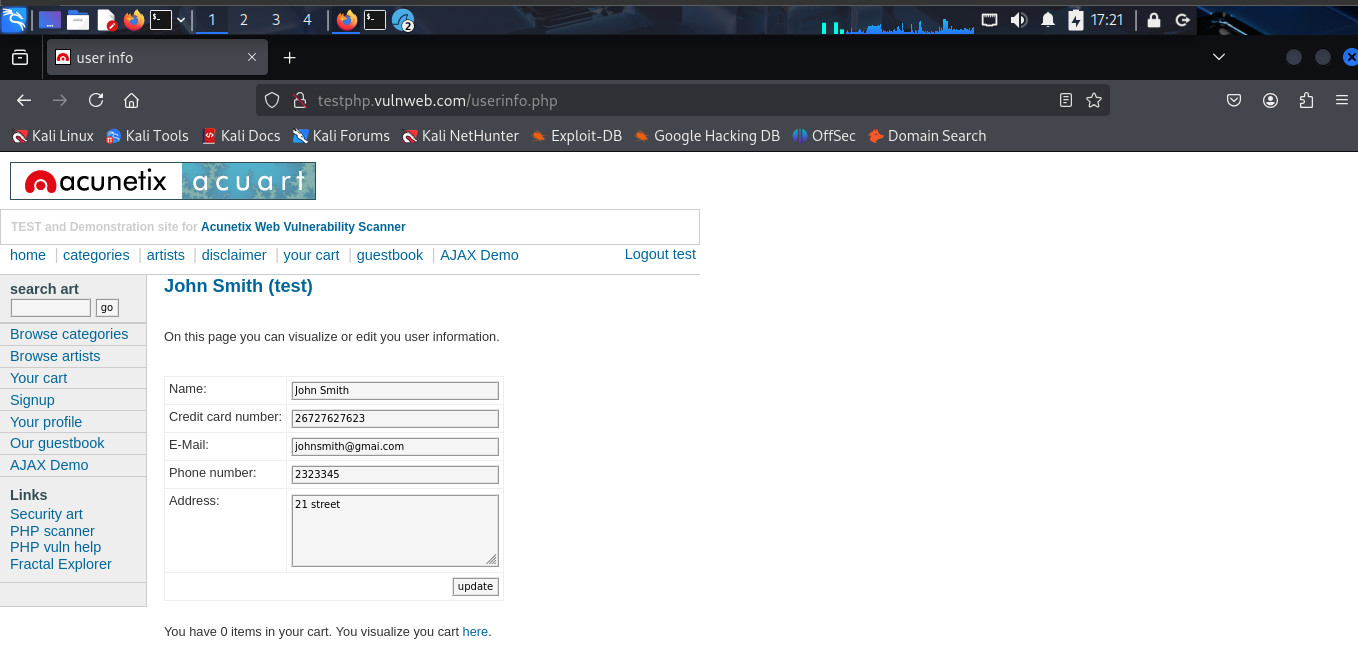 1 2 3 4 2 17:21
user info
testphp.vulnweb.com/userinfo.php
Kali Linux Kali Tools Kali Docs Kali Forums Kali NetHunter Exploit-DB Google Hacking DB OffSec Domain Search
acunetix acuart
TEST and Demonstration site for Acunetix Web Vulnerability Scanner
home | categories | artists | disclaimer | your cart | guestbook | AJAX Demo Logout test
search art
go
Browse categories
Browse artists
Your cart
Signup
Your profile
Our guestbook
AJAX Demo
Links
Security art
PHP scanner
PHP vuln help
Fractal Explorer
John Smith (test)
On this page you can visualize or edit you user information.
Name: John Smith
Credit card number: 26727627623
E-Mail: johnsmith@gmai.com
Phone number: 2323345
Address: 21 street
update
You have 0 items in your cart. You visualize you cart here.